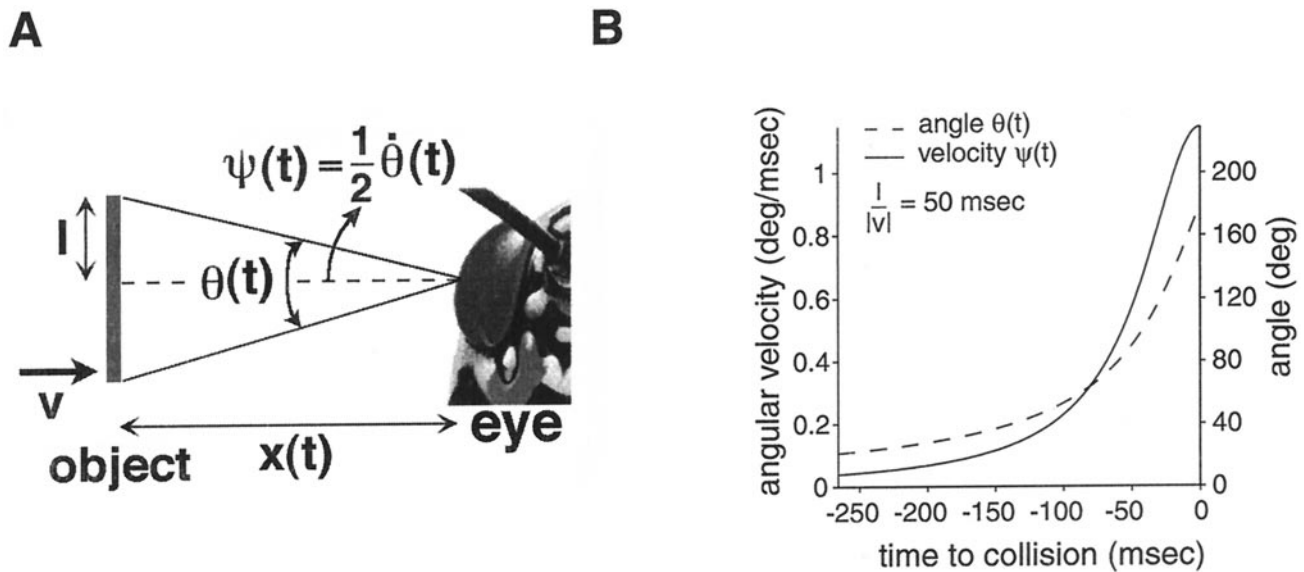 A
ψ(t) = 1/2 θ̇(t)
l
θ(t)
v
object
x(t)
eye
B
angular velocity (deg/msec)
1
0.8
0.6
0.4
0.2
0
angle θ(t)
velocity ψ(t)
l/|v| = 50 msec
200
160
120
80
40
0
angle (deg)
-250 -200 -150 -100 -50 0
time to collision (msec)